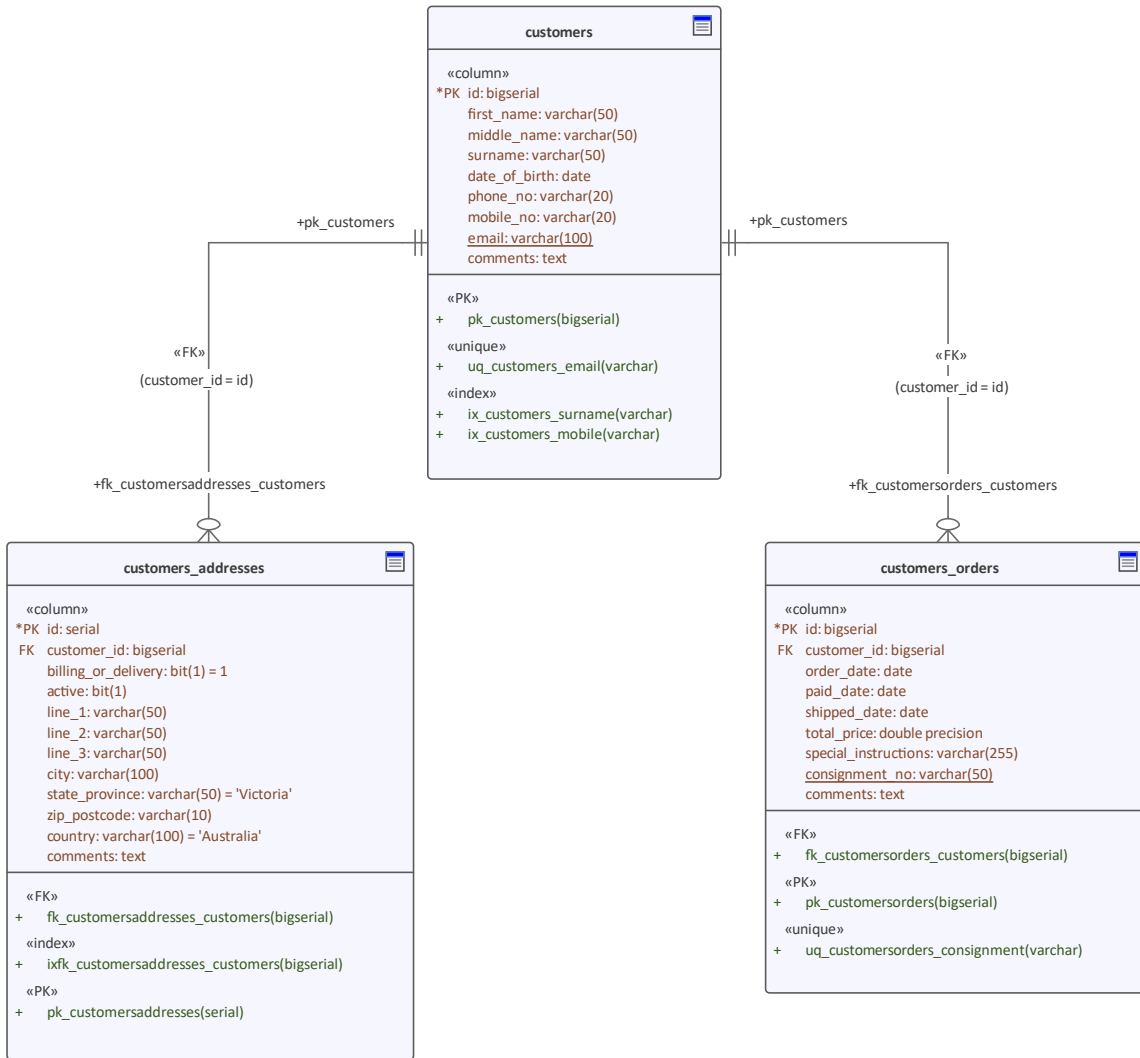 customers
«column»
*PK id: bigserial
first_name: varchar(50)
middle_name: varchar(50)
surname: varchar(50)
date_of_birth: date
phone_no: varchar(20)
mobile_no: varchar(20)
email: varchar(100)
comments: text
«PK»
+ pk_customers(bigserial)
«unique»
+ uq_customers_email(varchar)
«index»
+ ix_customers_surname(varchar)
+ ix_customers_mobile(varchar)
+pk_customers
«FK»
(customer_id = id)
+fk_customersaddresses_customers
+pk_customers
«FK»
(customer_id = id)
+fk_customersorders_customers
customers_addresses
«column»
*PK id: serial
FK customer_id: bigserial
billing_or_delivery: bit(1) = 1
active: bit(1)
line_1: varchar(50)
line_2: varchar(50)
line_3: varchar(50)
city: varchar(100)
state_province: varchar(50) = 'Victoria'
zip_postcode: varchar(10)
country: varchar(100) = 'Australia'
comments: text
«FK»
+ fk_customersaddresses_customers(bigserial)
«index»
+ ixfk_customersaddresses_customers(bigserial)
«PK»
+ pk_customersaddresses(serial)
customers_orders
«column»
*PK id: bigserial
FK customer_id: bigserial
order_date: date
paid_date: date
shipped_date: date
total_price: double precision
special_instructions: varchar(255)
consignment_no: varchar(50)
comments: text
«FK»
+ fk_customersorders_customers(bigserial)
«PK»
+ pk_customersorders(bigserial)
«unique»
+ uq_customersorders_consignment(varchar)